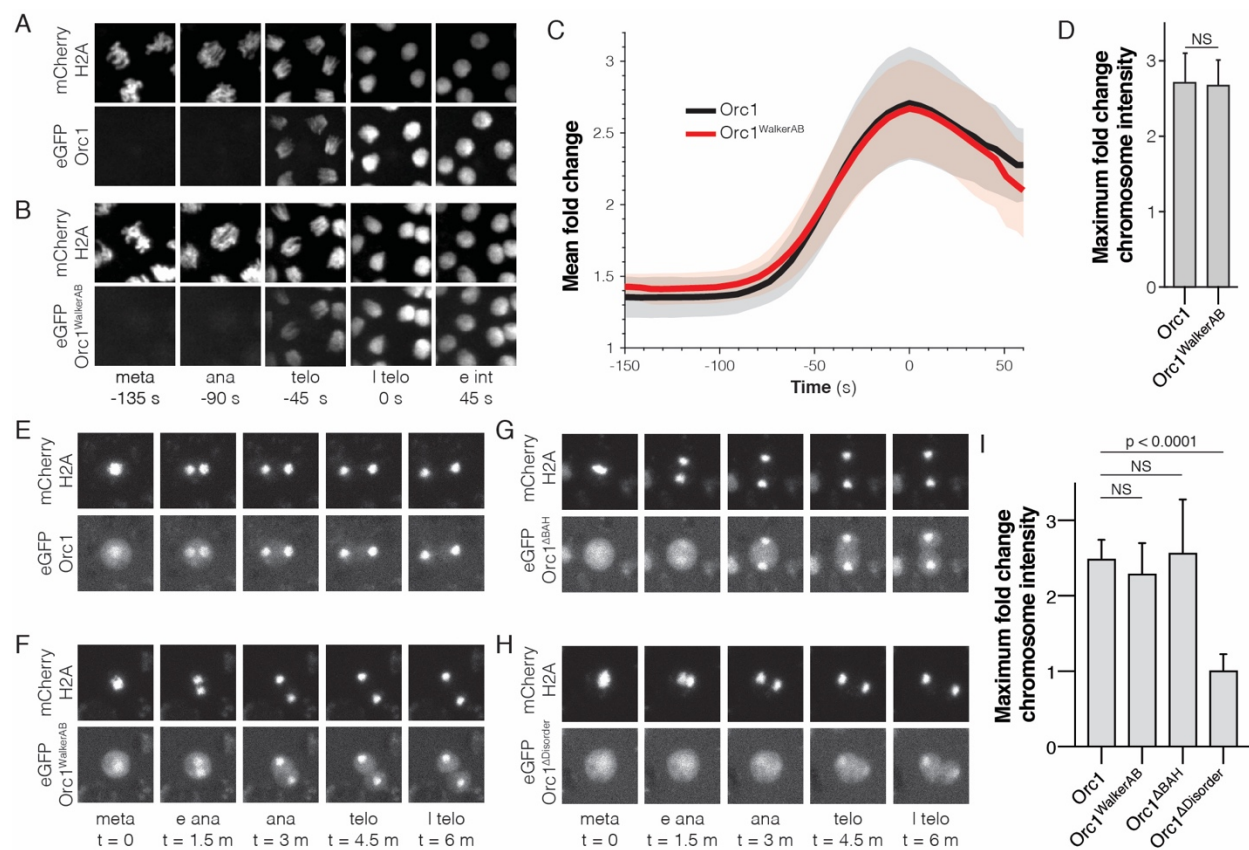 A
mCherry
H2A
eGFP
Orc1
B
mCherry
H2A
eGFP
Orc1WalkerAB
meta
-135 s
ana
-90 s
telo
-45 s
l telo
0 s
e int
45 s
C
Mean fold change
3
2.5
2
1.5
1
Orc1
Orc1WalkerAB
-150
-100
-50
0
50
Time (s)
D
Maximum fold change
chromosome intensity
3
2
1
0
NS
Orc1
Orc1WalkerAB
E
mCherry
H2A
eGFP
Orc1
F
mCherry
H2A
eGFP
Orc1WalkerAB
meta
t = 0
e ana
t = 1.5 m
ana
t = 3 m
telo
t = 4.5 m
l telo
t = 6 m
G
mCherry
H2A
eGFP
Orc1ΔBAH
H
mCherry
H2A
eGFP
Orc1ΔDisorder
meta
t = 0
e ana
t = 1.5 m
ana
t = 3 m
telo
t = 4.5 m
l telo
t = 6 m
I
Maximum fold change
chromosome intensity
3
2
1
0
p < 0.0001
NS
NS
Orc1
Orc1WalkerAB
Orc1ΔBAH
Orc1ΔDisorder